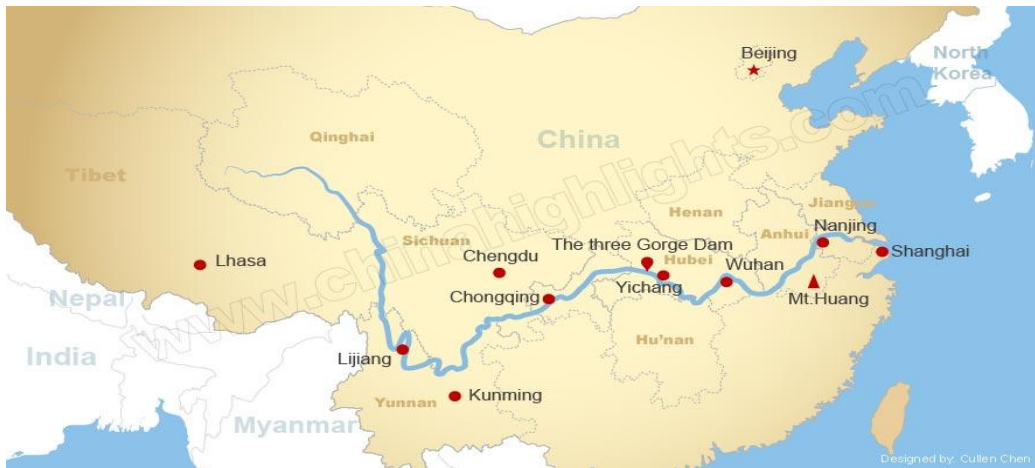 Beijing
North
Korea
Qinghai
China
Tibet
Henan
Jiangsu
Anhui
Nanjing
Sichuan
The three Gorge Dam
Shanghai
Lhasa
Chengdu
Hubei
Wuhan
Yichang
Nepal
Chongqing
Mt.Huang
India
Lijiang
Hu'nan
Kunming
Yunnan
Myanmar
www.chinahighlights.com
Designed by: Cullen Chen